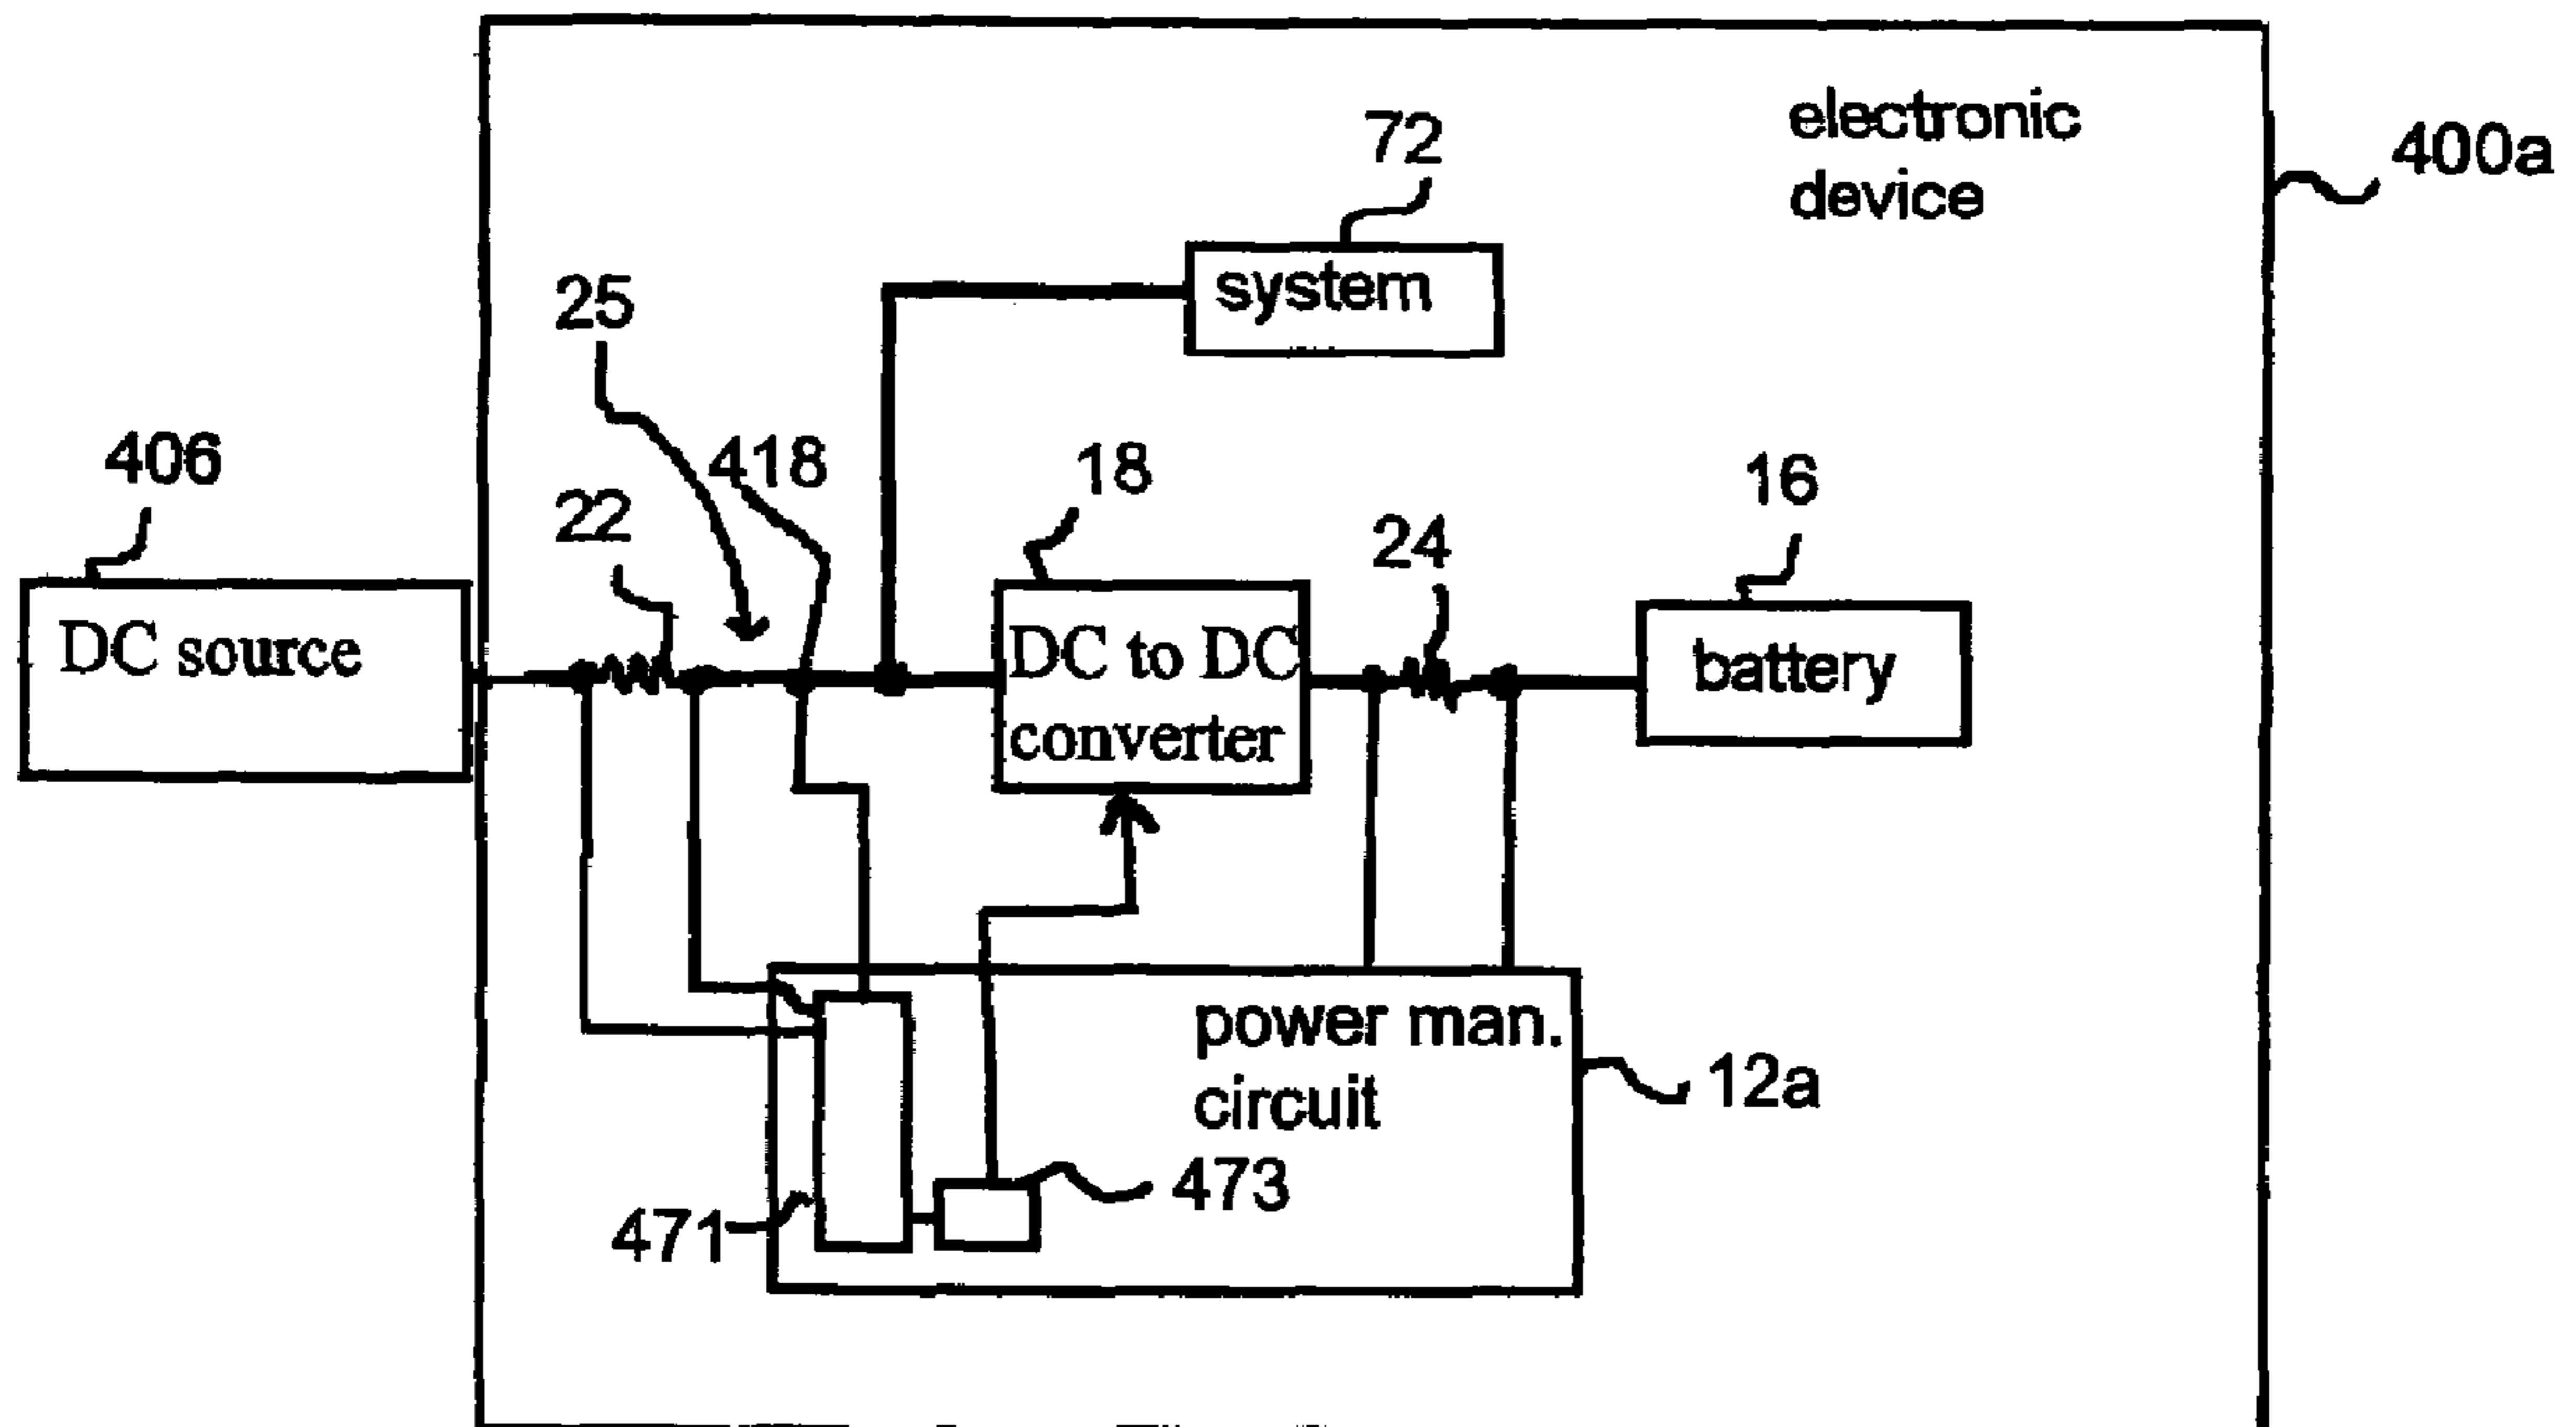 electronic
device
400a
72
system
25
418
406
22
18
24
16
DC source
DC to DC
converter
battery
power man.
circuit
12a
473
471